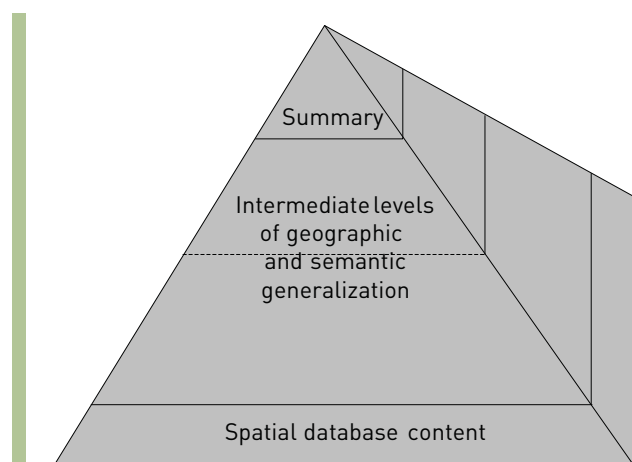 Summary
Intermediate levels
of geographic
and semantic
generalization
Spatial database content